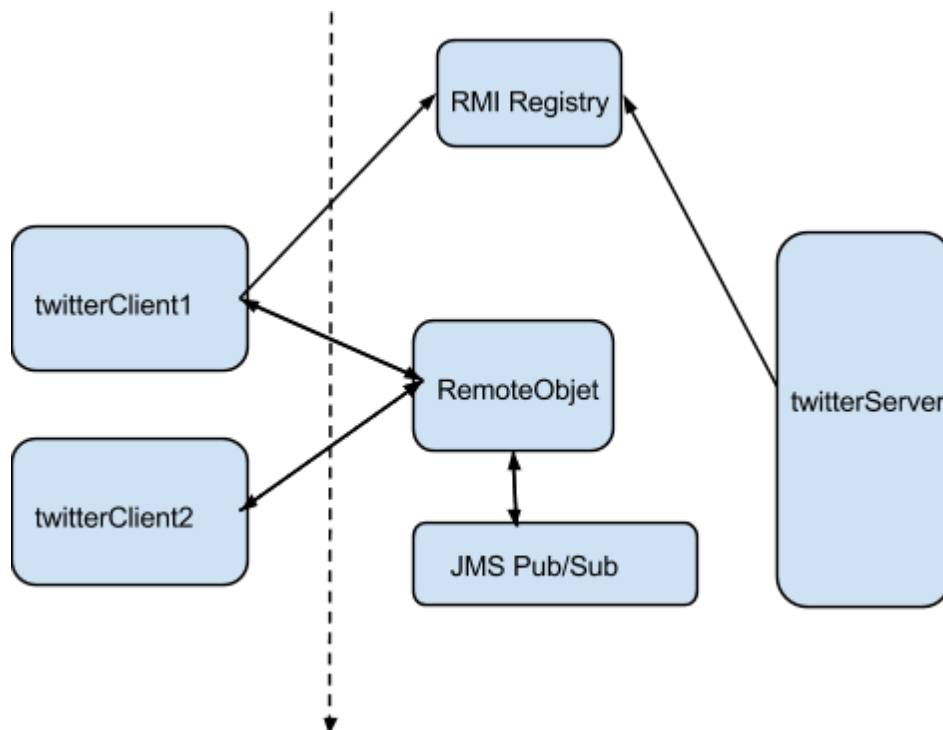 RMI Registry
twitterClient1
RemoteObjet
twitterServer
twitterClient2
JMS Pub/Sub